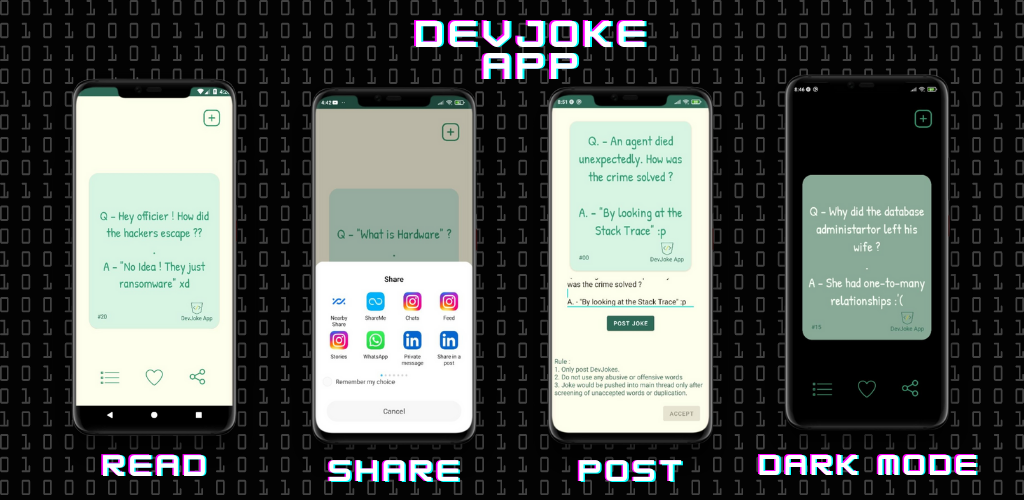 DEVJOKE
APP
Q - Hey officier ! How did
the hackers escape ??
.
A - "No Idea ! They just
ransomware" xd
#20
DevJoke App
READ
4:42
Q - "What is Hardware" ?
.
Share
Nearby
Share
ShareMe
Chats
Feed
Stories
WhatsApp
Private
message
Share in a
post
Remember my choice
Cancel
SHARE
8:51
Q. - An agent died
unexpectedly. How was
the crime solved ?
A. - "By looking at the
Stack Trace" :p
#00
DevJoke App
was the crime solved ?
A. - "By looking at the Stack Trace" :p
POST JOKE
Rule :
1. Only post DevJokes.
2. Do not use any abusive or offensive words
3. Joke would be pushed into main thread only after
screening of unaccepted words or duplication.
ACCEPT
POST
8:46
Q - Why did the database
administartor left his
wife ?
.
A - She had one-to-many
relationships :'(
#15
DevJoke App
DARK MODE